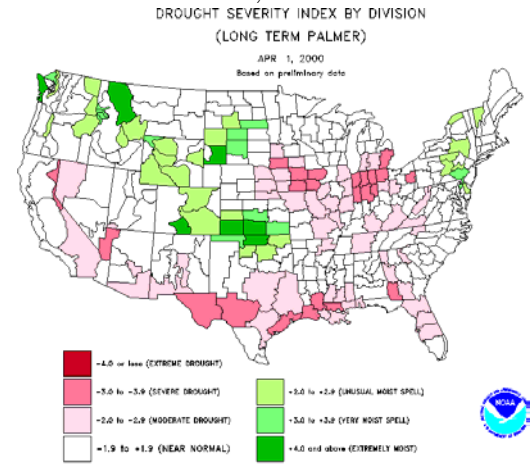 DROUGHT SEVERITY INDEX BY DIVISION
(LONG TERM PALMER)
APR 1, 2000
Based on preliminary data
-4.0 or less (EXTREME DROUGHT)
-3.0 to -3.9 (SEVERE DROUGHT)
-2.0 to -2.9 (MODERATE DROUGHT)
-1.9 to +1.9 (NEAR NORMAL)
+2.0 to +2.9 (UNUSUAL MOIST SPELL)
+3.0 to +3.9 (VERY MOIST SPELL)
+4.0 and above (EXTREMELY MOIST)
NOAA